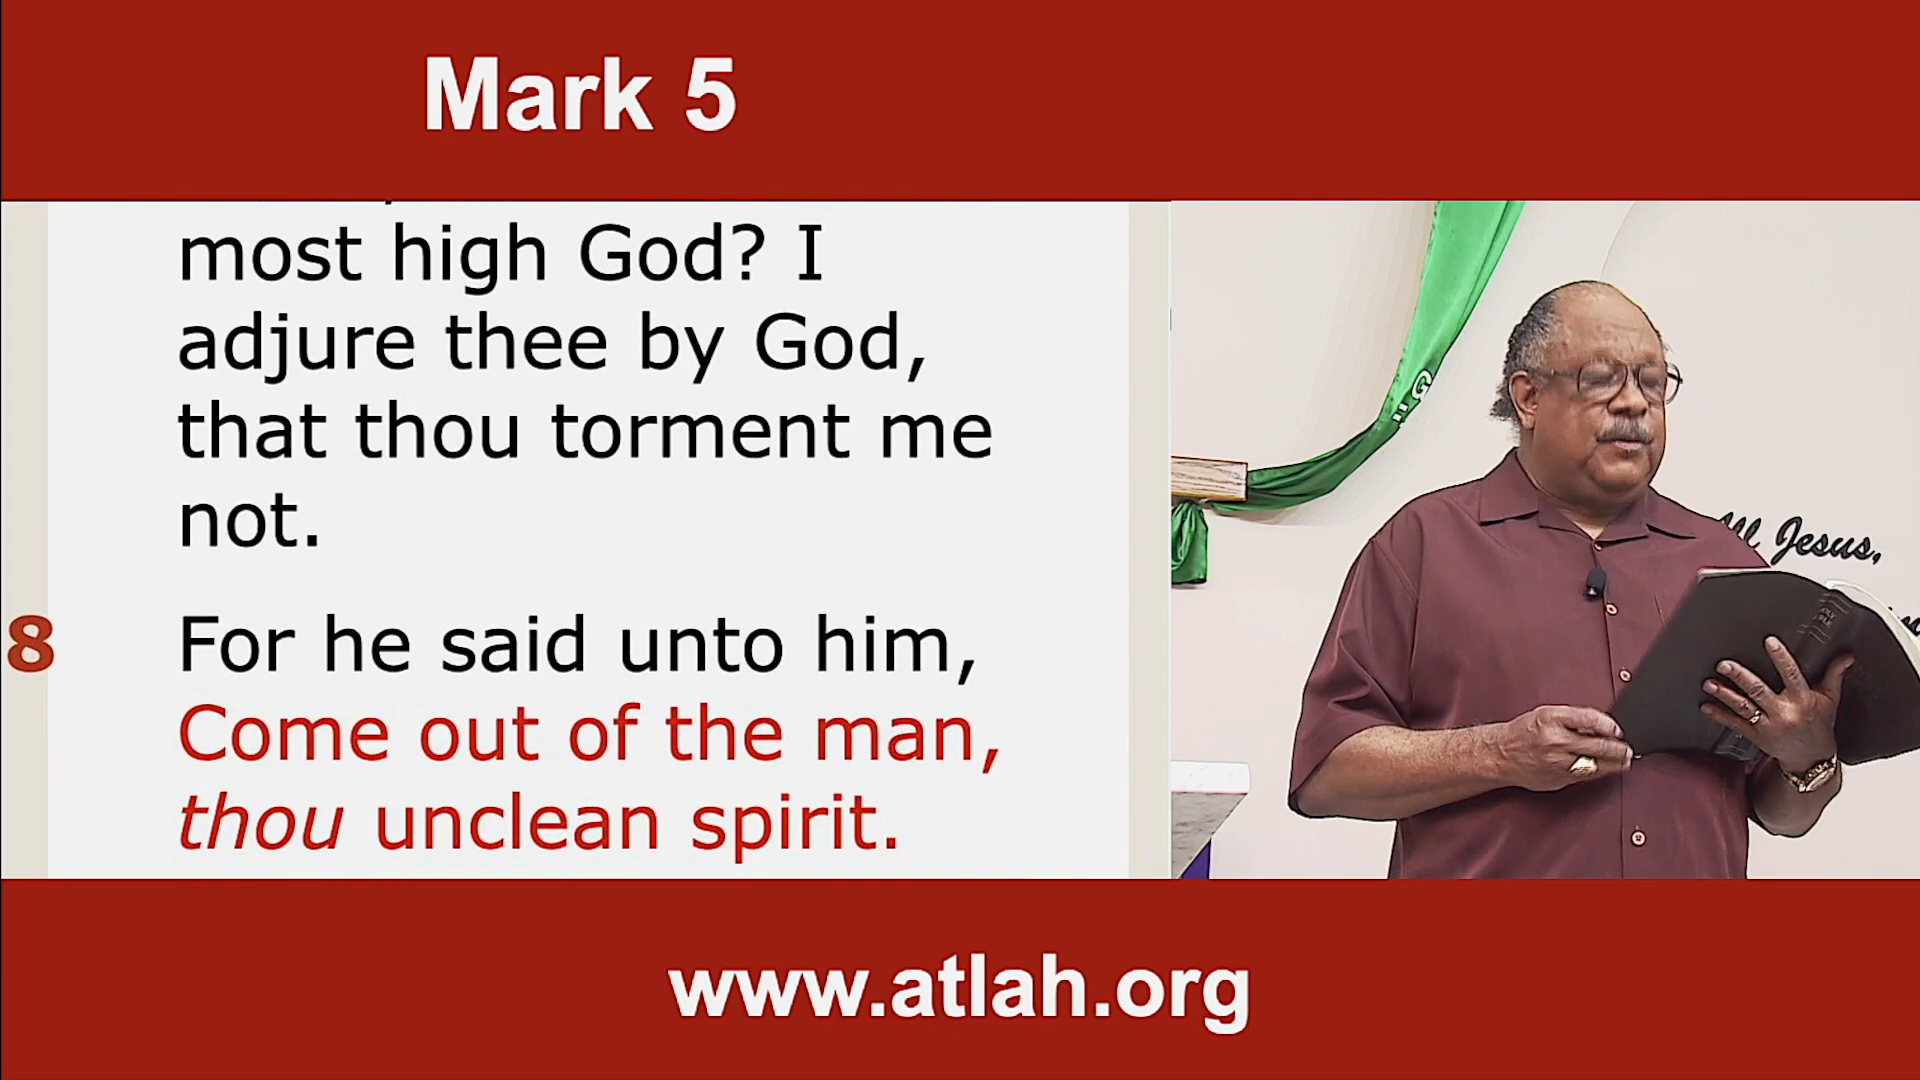 Mark 5
most high God? I
adjure thee by God,
that thou torment me
not.
8 For he said unto him,
Come out of the man,
thou unclean spirit.
Jesus,
www.atlah.org